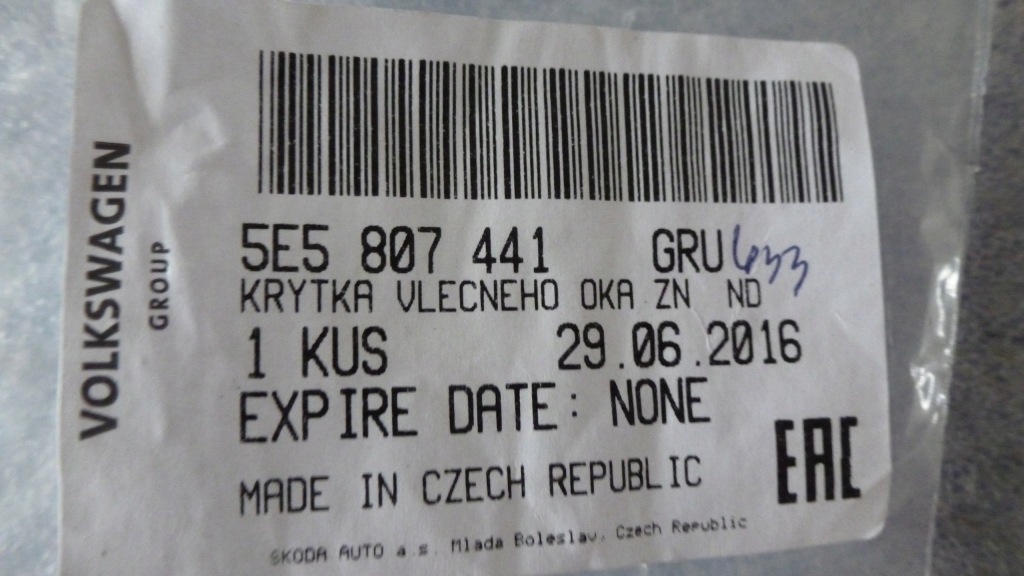 VOLKSWAGEN
GROUP
5E5 807 441 GRU
KRYTKA VLECNEHO OKA ZN ND
1 KUS 29.06.2016
EXPIRE DATE: NONE
MADE IN CZECH REPUBLIC
EAC
SKODA AUTO a.s. Mlada Boleslav, Czech Republic